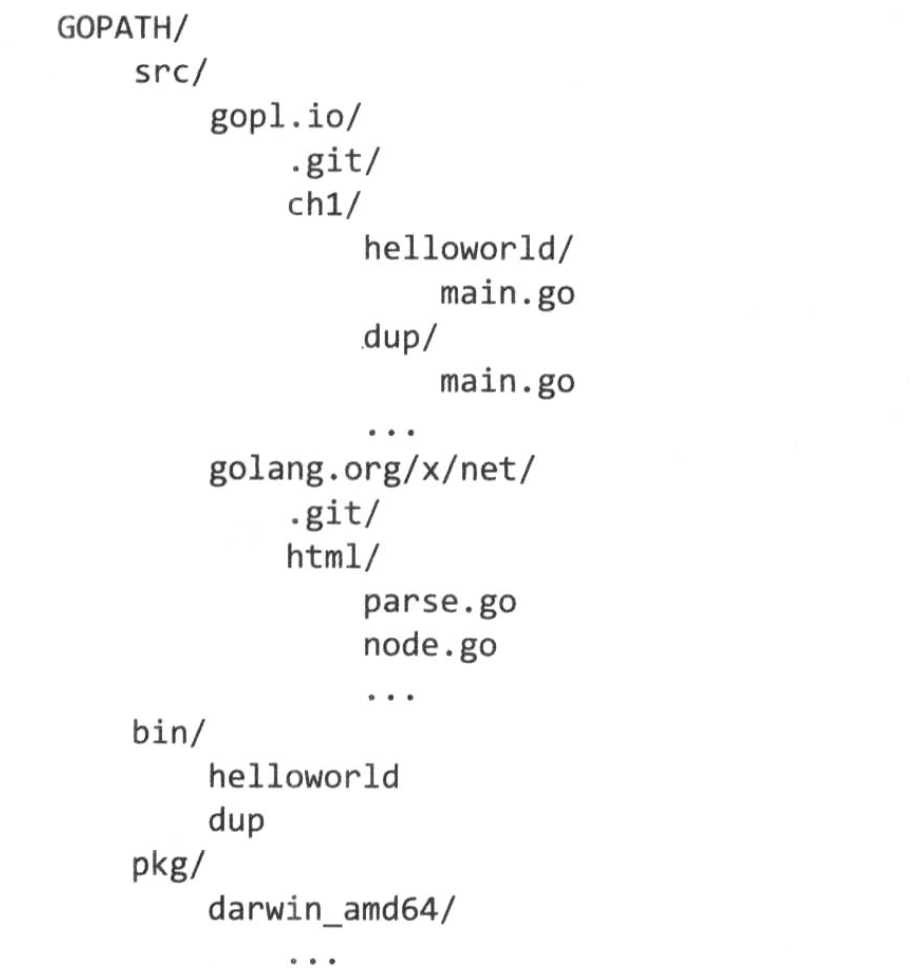 GOPATH/
src/
gopl.io/
.git/
ch1/
helloworld/
main.go
dup/
main.go
...
golang.org/x/net/
.git/
html/
parse.go
node.go
...
bin/
helloworld
dup
pkg/
darwin_amd64/
...